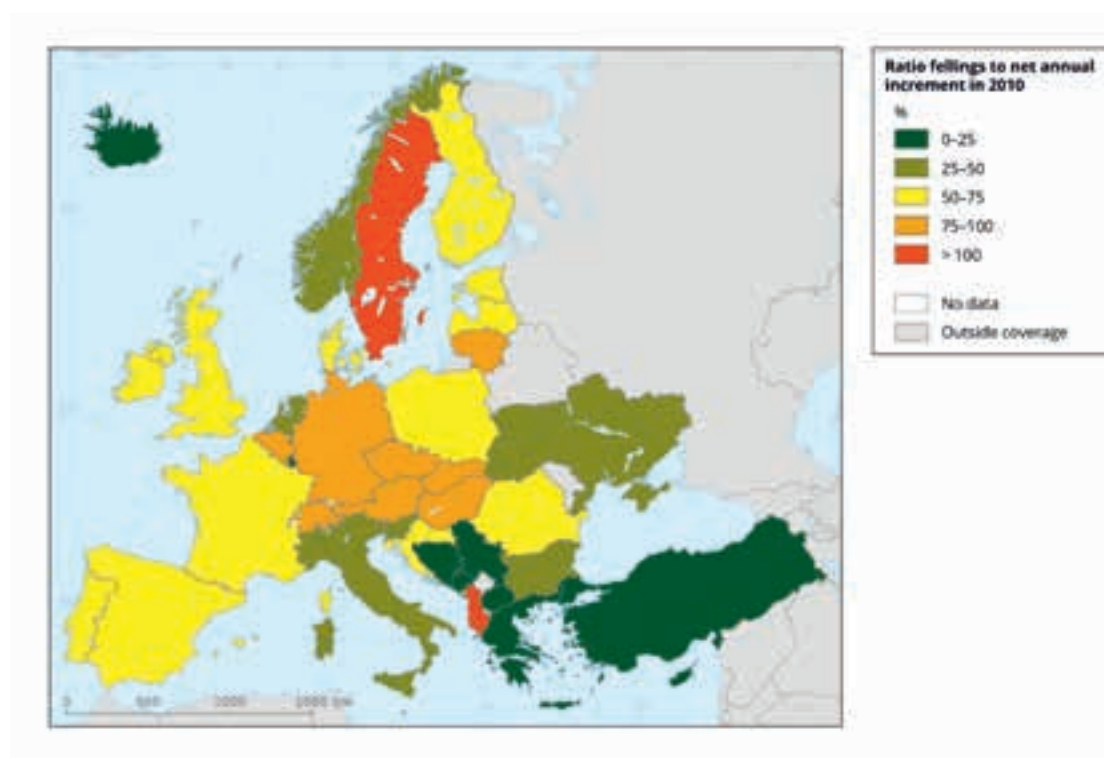 Ratio fellings to net annual
increment in 2010
%
0–25
25–50
50–75
75–100
> 100
No data
Outside coverage
0 500 1000 1500 km